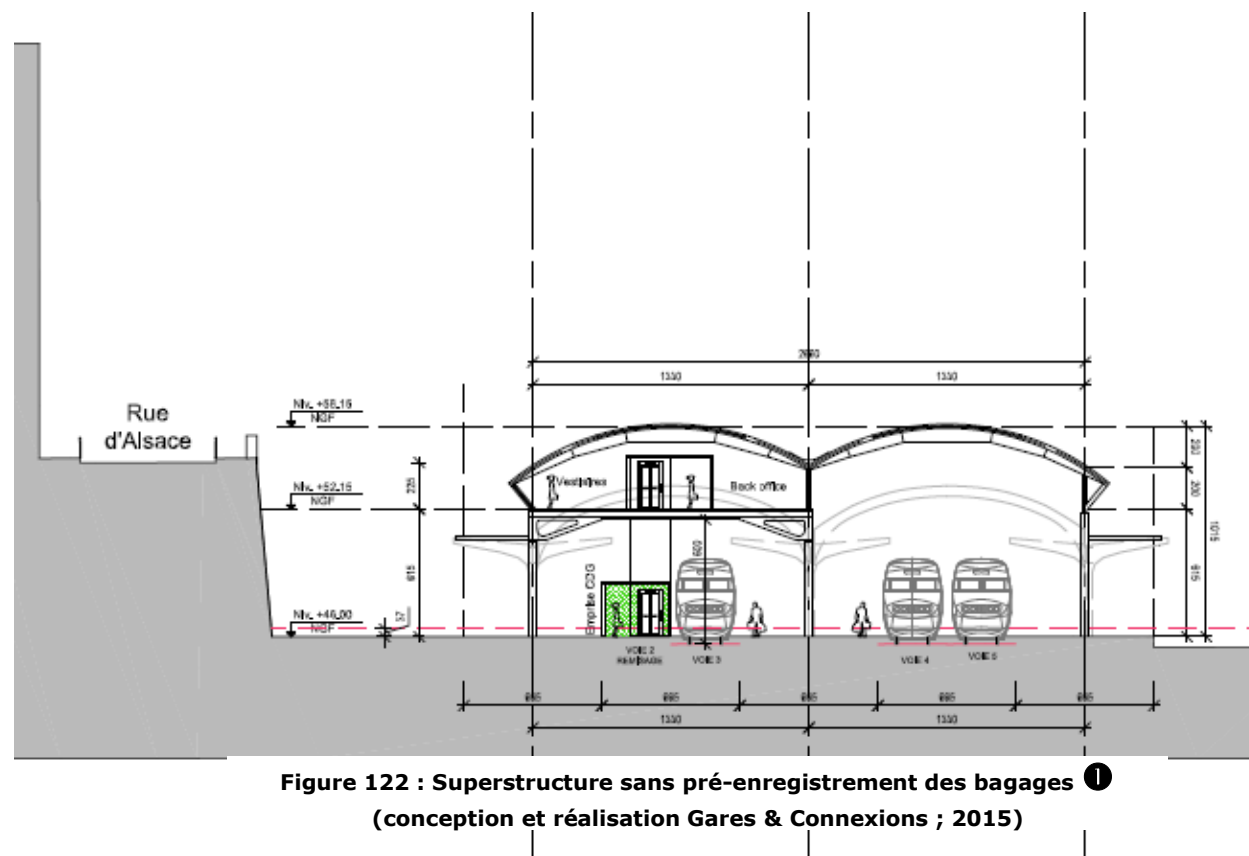 2660
1330
1330
Rue
d'Alsace
Niv. +56.15
NGF
Niv. +52.15
NGF
Niv. +46.00
NGF
225
615
57
Vestiaires
Back office
600
Emprise CDG
VOIE 2
REMISAGE
VOIE 3
VOIE 4
VOIE 5
200
615
1015
665
665
665
665
665
1330
1330
Figure 122 : Superstructure sans pré-enregistrement des bagages ❶
(conception et réalisation Gares & Connexions ; 2015)